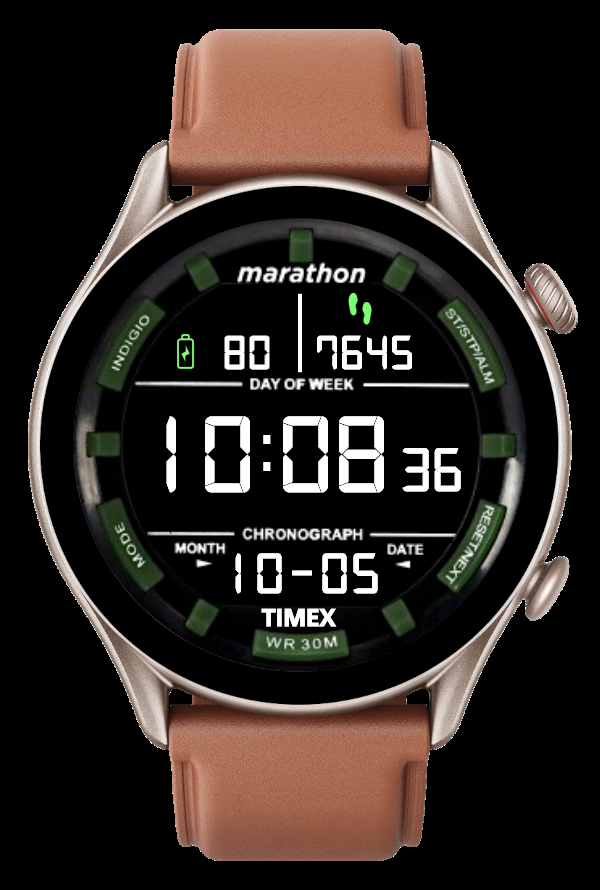 marathon
80 7645
DAY OF WEEK
INDIGIO
ST/STP/ALM
10:08 36
CHRONOGRAPH
MONTH DATE
10-05
MODE
RESET/NEXT
TIMEX
WR 30M